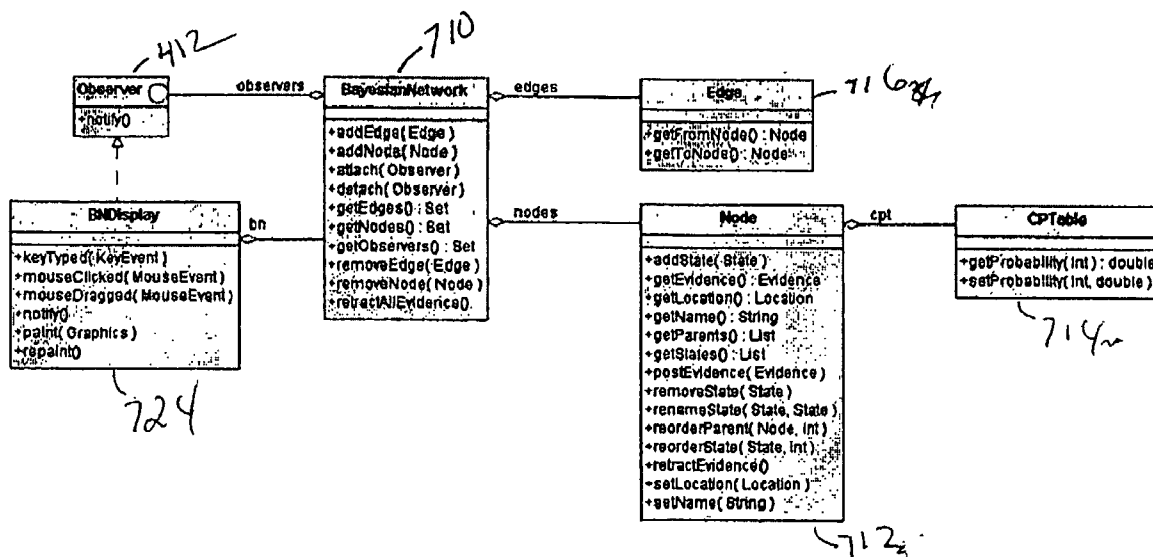 412
Observer
+notify()
observers
710
BayesianNetwork
+addEdge( Edge )
+addNode( Node )
+attach( Observer )
+detach( Observer )
+getEdges() : Set
+getNodes() : Set
+getObservers() : Set
+removeEdge( Edge )
+removeNode( Node )
+retractAllEvidence()
edges
Edge
+getFromNode() : Node
+getToNode() : Node
716
BNDisplay
+keyTyped( KeyEvent )
+mouseClicked( MouseEvent )
+mouseDragged( MouseEvent )
+notify()
+paint( Graphics )
+repaint()
724
bn
nodes
Node
+addState( State )
+getEvidence() : Evidence
+getLocation() : Location
+getName() : String
+getParents() : List
+getStates() : List
+postEvidence( Evidence )
+removeState( State )
+renameState( State, State )
+reorderParent( Node, int )
+reorderState( State, int )
+retractEvidence()
+setLocation( Location )
+setName( String )
712
cpt
CPTable
+getProbability( int ) : double
+setProbability( int, double )
714